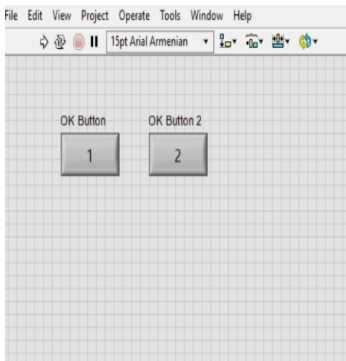 File Edit View Project Operate Tools Window Help
15pt Arial Armenian
OK Button OK Button 2
1 2